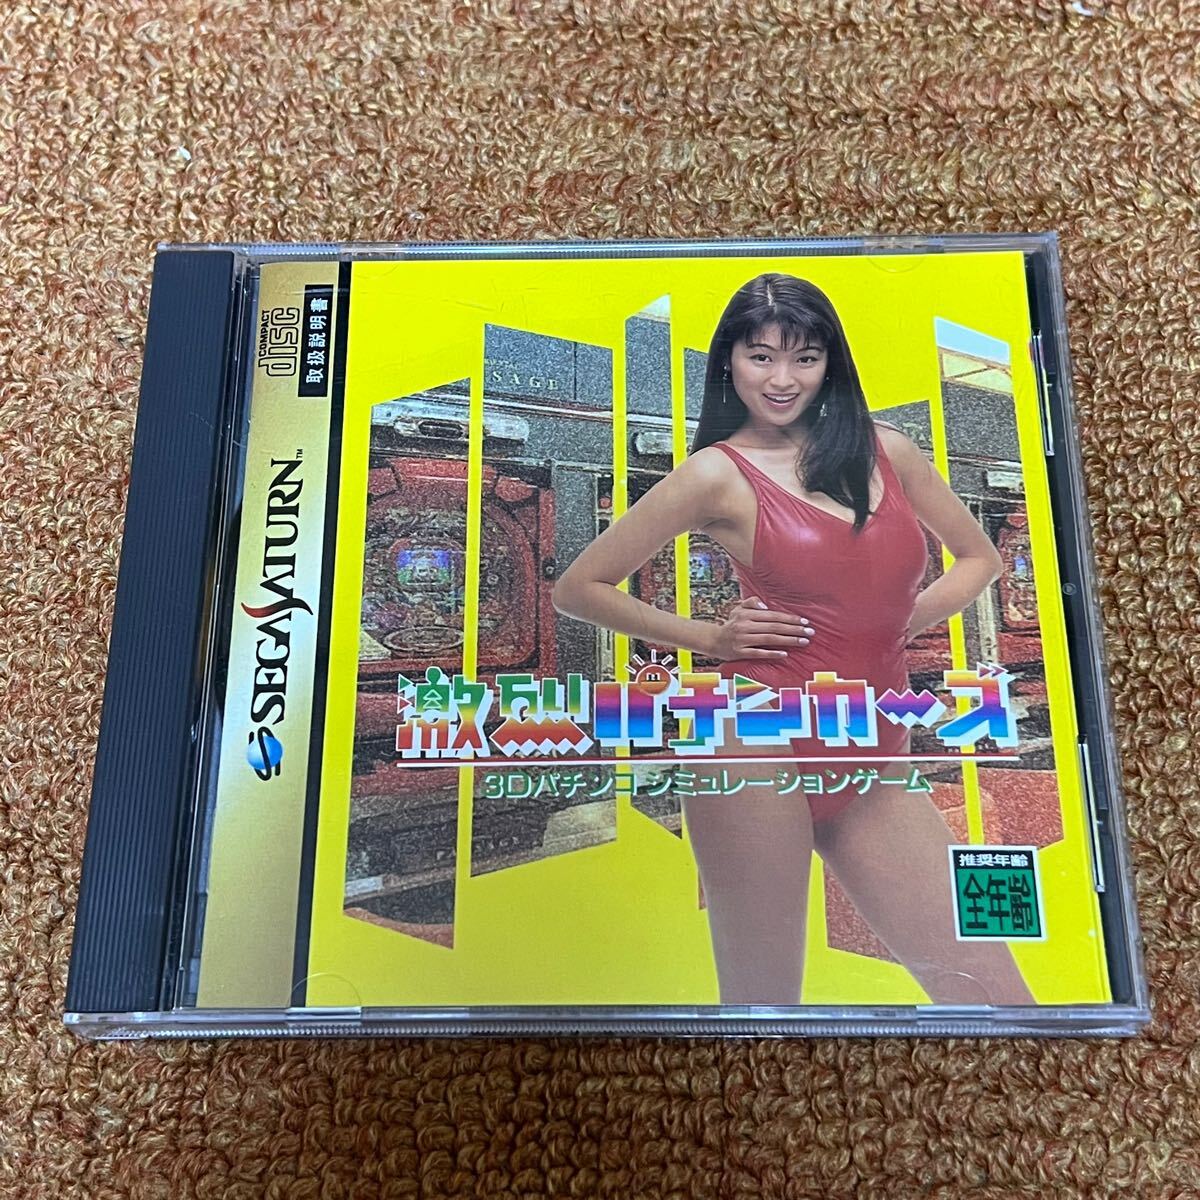 COMPACT
disc
取扱説明書
SEGA SATURN™
SAGE
激烈パチンカーズ
3Dパチンコ シミュレーションゲーム
推奨年齢
全年齢